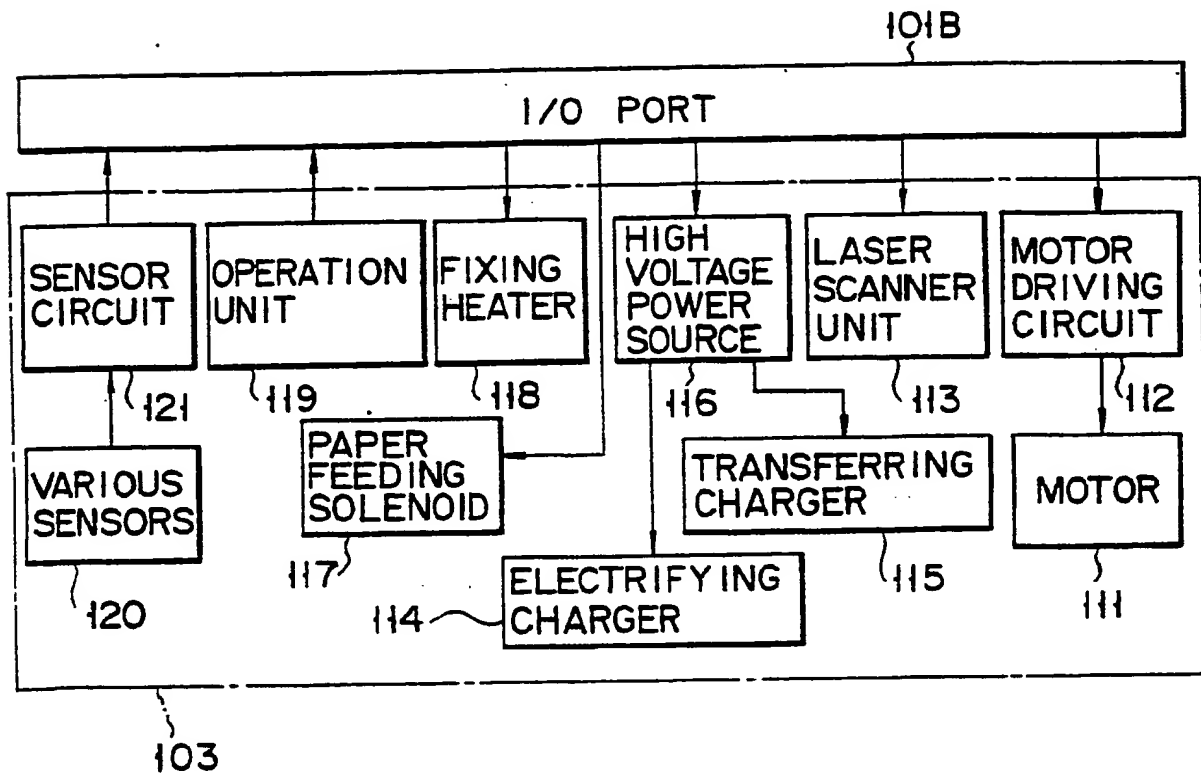 101B
I/O PORT
SENSOR
CIRCUIT
OPERATION
UNIT
FIXING
HEATER
HIGH
VOLTAGE
POWER
SOURCE
LASER
SCANNER
UNIT
MOTOR
DRIVING
CIRCUIT
121
119
118
116
113
112
VARIOUS
SENSORS
PAPER
FEEDING
SOLENOID
TRANSFERRING
CHARGER
MOTOR
120
117
115
111
114
ELECTRIFYING
CHARGER
103